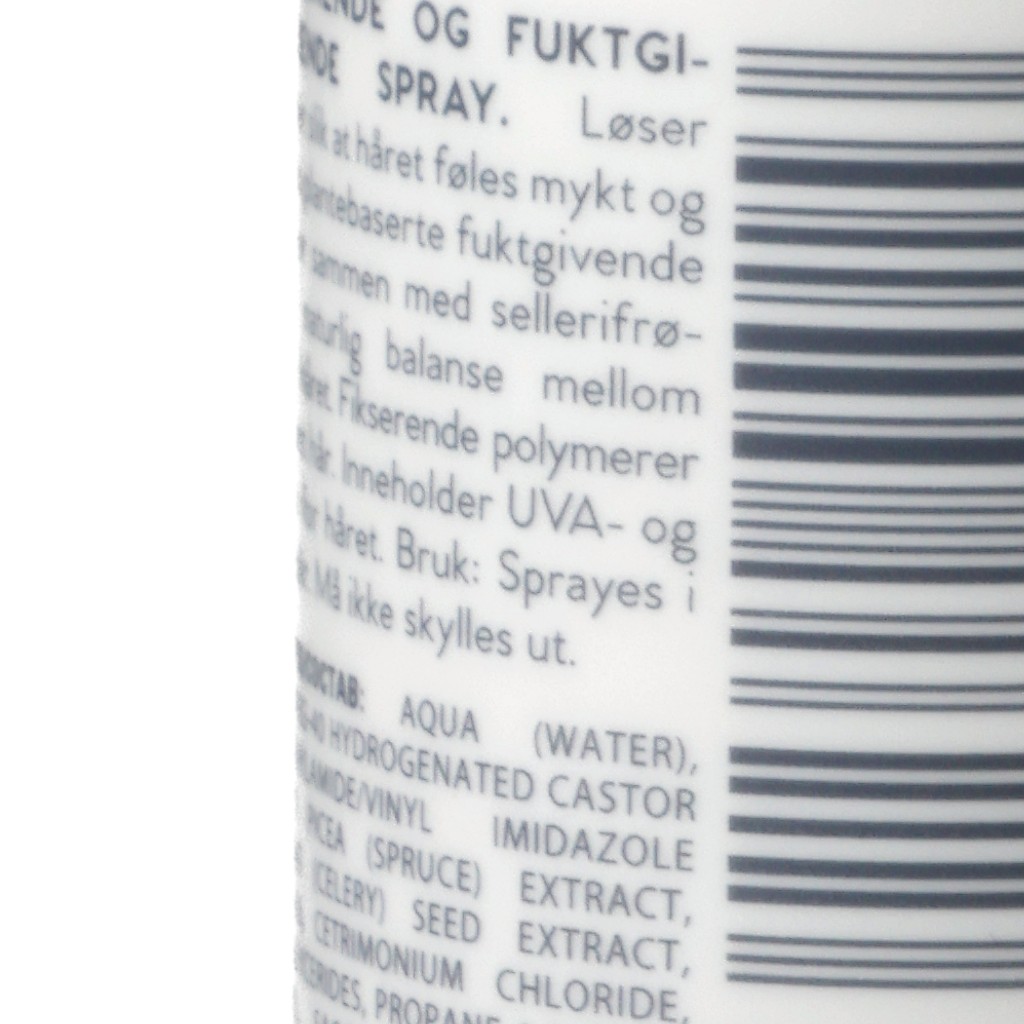 OG FUKTGI-
SPRAY. Løser
at håret føles mykt og
fuktgivende
sammen med sellerifrø-
balanse mellom
Fikserende polymerer
hår. Inneholder UVA- og
håret. Bruk: Sprayes i
Må ikke skylles ut.
AQUA (WATER),
HYDROGENATED CASTOR
IMIDAZOLE
(SPRUCE) EXTRACT,
(CELERY) SEED EXTRACT,
CETRIMONIUM CHLORIDE,